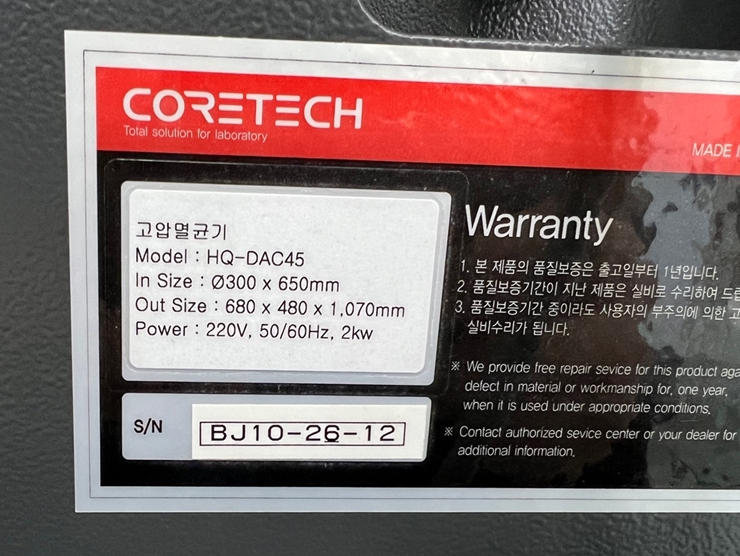 CORETECH
Total solution for laboratory
MADE
고압멸균기
Model : HQ-DAC45
In Size : Ø300 x 650mm
Out Size : 680 x 480 x 1,070mm
Power : 220V, 50/60Hz, 2kw
S/N
BJ10-26-12
Warranty
1. 본 제품의 품질보증은 출고일부터 1년입니다.
2. 품질보증기간이 지난 제품은 실비로 수리하여 드립
3. 품질보증기간 중이라도 사용자의 부주의에 의한 고
실비수리가 됩니다.
※ We provide free repair sevice for this product aga
defect in material or workmanship for, one year,
when it is used under appropriate conditions.
※ Contact authorized sevice center or your dealer for
additional information.